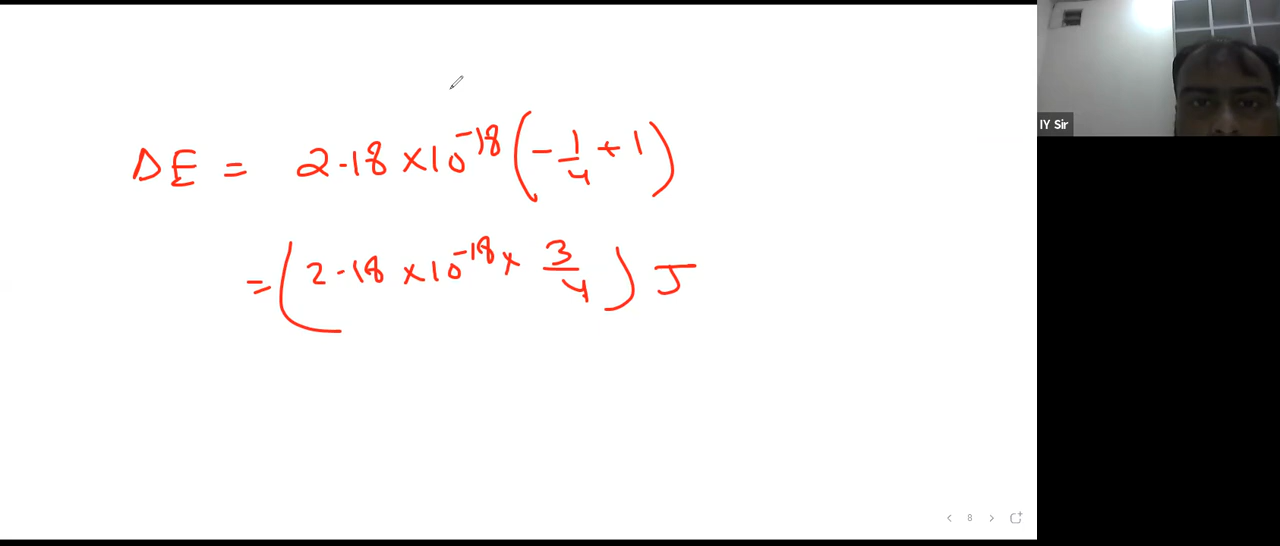 ΔE = 2.18 × 10⁻¹⁸ (-1/4 + 1)
= (2.18 × 10⁻¹⁸ × 3/4) J
IY Sir
8